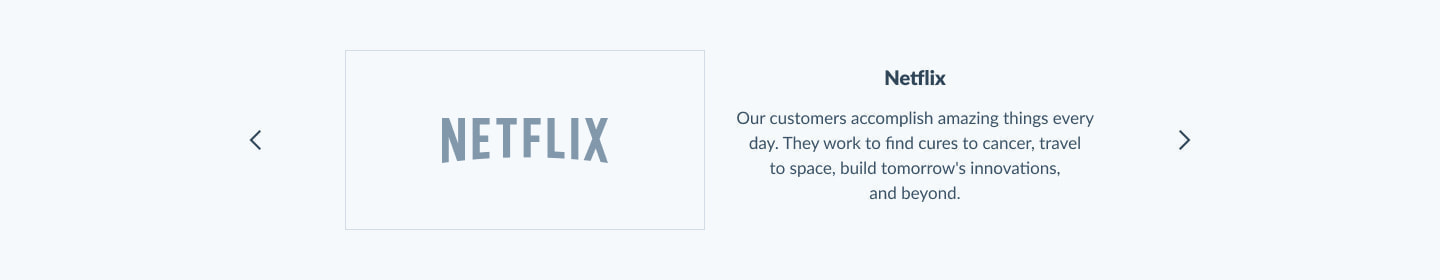 NETFLIX
Netflix
Our customers accomplish amazing things every
day. They work to find cures to cancer, travel
to space, build tomorrow's innovations,
and beyond.